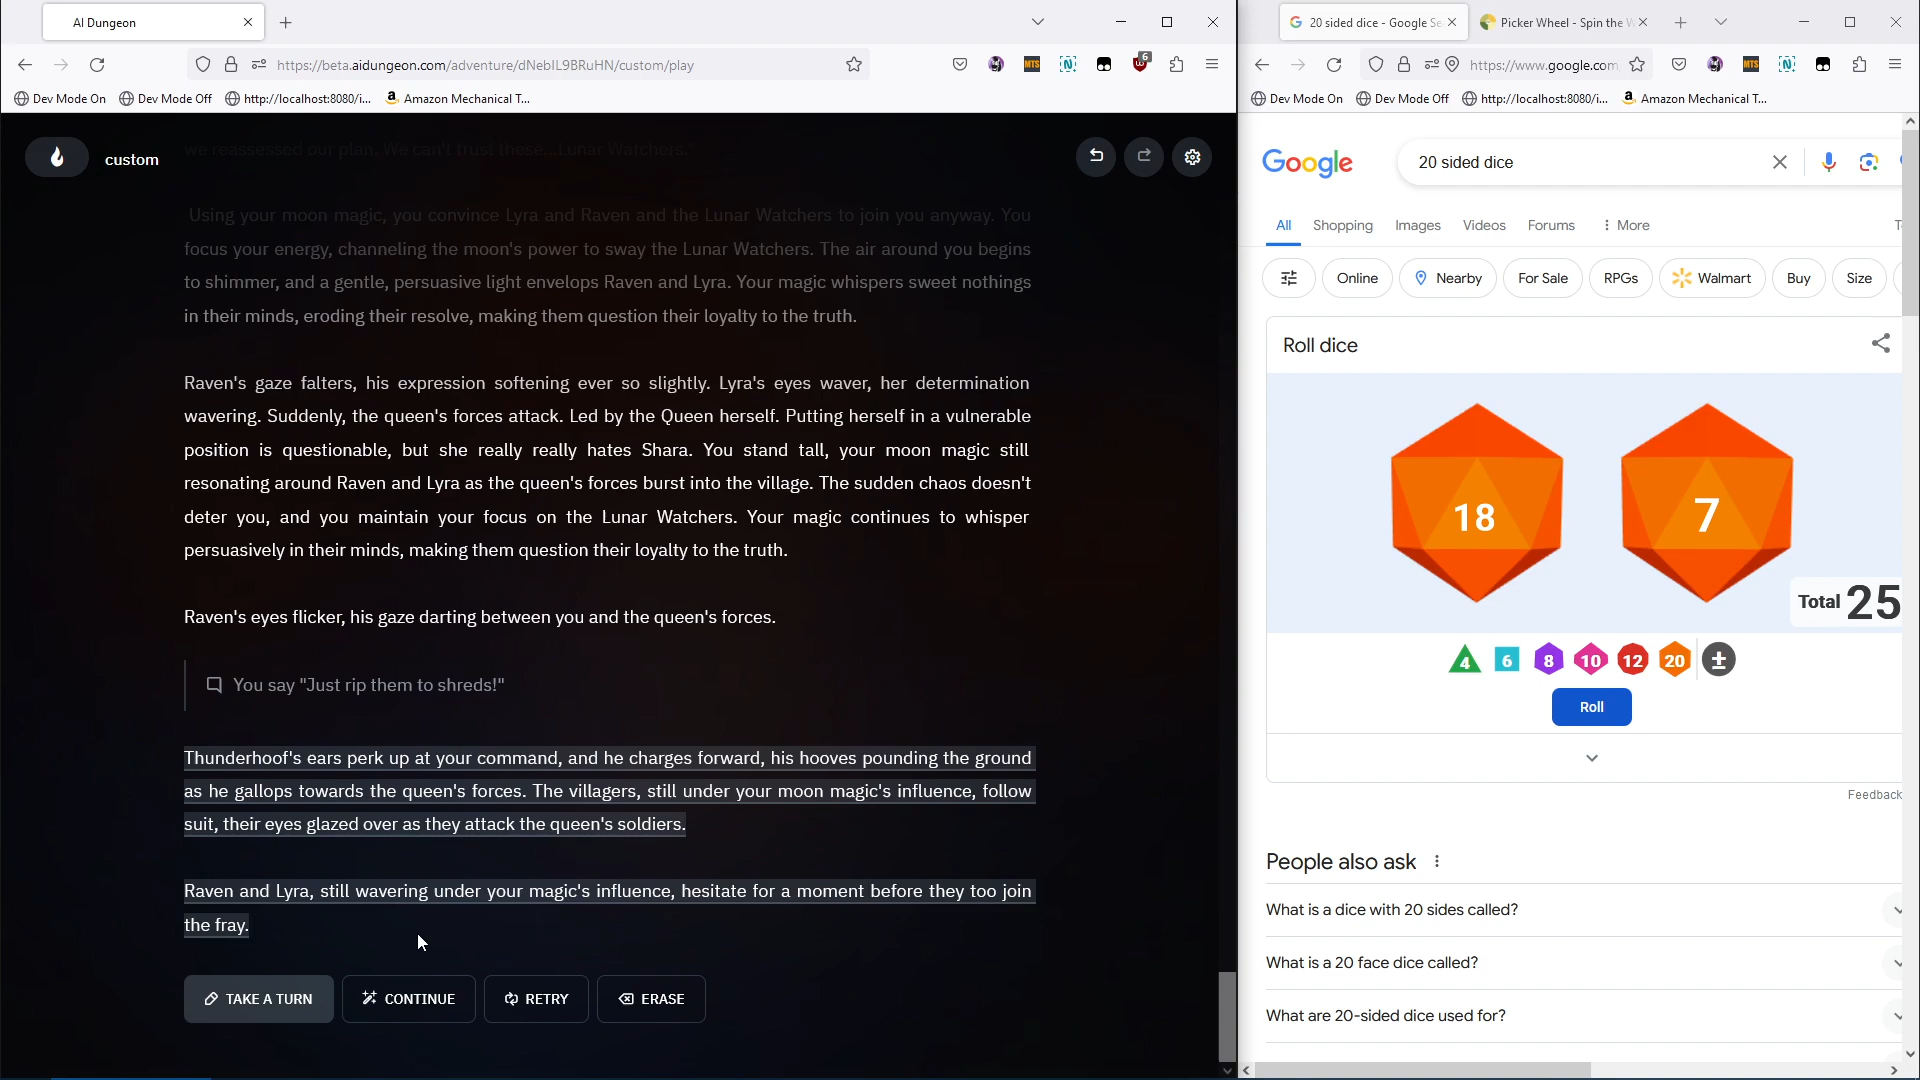 AI Dungeon
20 sided dice - Google Se
Picker Wheel - Spin the W
https://beta.aidungeon.com/adventure/dNebIL9BRuHN/custom/play
MTS
6
https://www.google.com
MTS
Dev Mode On
Dev Mode Off
http://localhost:8080/i...
Amazon Mechanical T...
Dev Mode On
Dev Mode Off
http://localhost:8080/i...
Amazon Mechanical T...
custom
we reassessed our plan. We can't trust these...Lunar Watchers.
Using your moon magic, you convince Lyra and Raven and the Lunar Watchers to join you anyway. You
focus your energy, channeling the moon's power to sway the Lunar Watchers. The air around you begins
to shimmer, and a gentle, persuasive light envelops Raven and Lyra. Your magic whispers sweet nothings
in their minds, eroding their resolve, making them question their loyalty to the truth.
Raven's gaze falters, his expression softening ever so slightly. Lyra's eyes waver, her determination
wavering. Suddenly, the queen's forces attack. Led by the Queen herself. Putting herself in a vulnerable
position is questionable, but she really really hates Shara. You stand tall, your moon magic still
resonating around Raven and Lyra as the queen's forces burst into the village. The sudden chaos doesn't
deter you, and you maintain your focus on the Lunar Watchers. Your magic continues to whisper
persuasively in their minds, making them question their loyalty to the truth.
Raven's eyes flicker, his gaze darting between you and the queen's forces.
You say "Just rip them to shreds!"
Thunderhoof's ears perk up at your command, and he charges forward, his hooves pounding the ground
as he gallops towards the queen's forces. The villagers, still under your moon magic's influence, follow
suit, their eyes glazed over as they attack the queen's soldiers.
Raven and Lyra, still wavering under your magic's influence, hesitate for a moment before they too join
the fray.
TAKE A TURN
CONTINUE
RETRY
ERASE
Google
20 sided dice
All
Shopping
Images
Videos
Forums
More
Online
Nearby
For Sale
RPGs
Walmart
Buy
Size
Roll dice
18
7
Total 25
4
6
8
10
12
20
±
Roll
Feedback
People also ask
What is a dice with 20 sides called?
What is a 20 face dice called?
What are 20-sided dice used for?